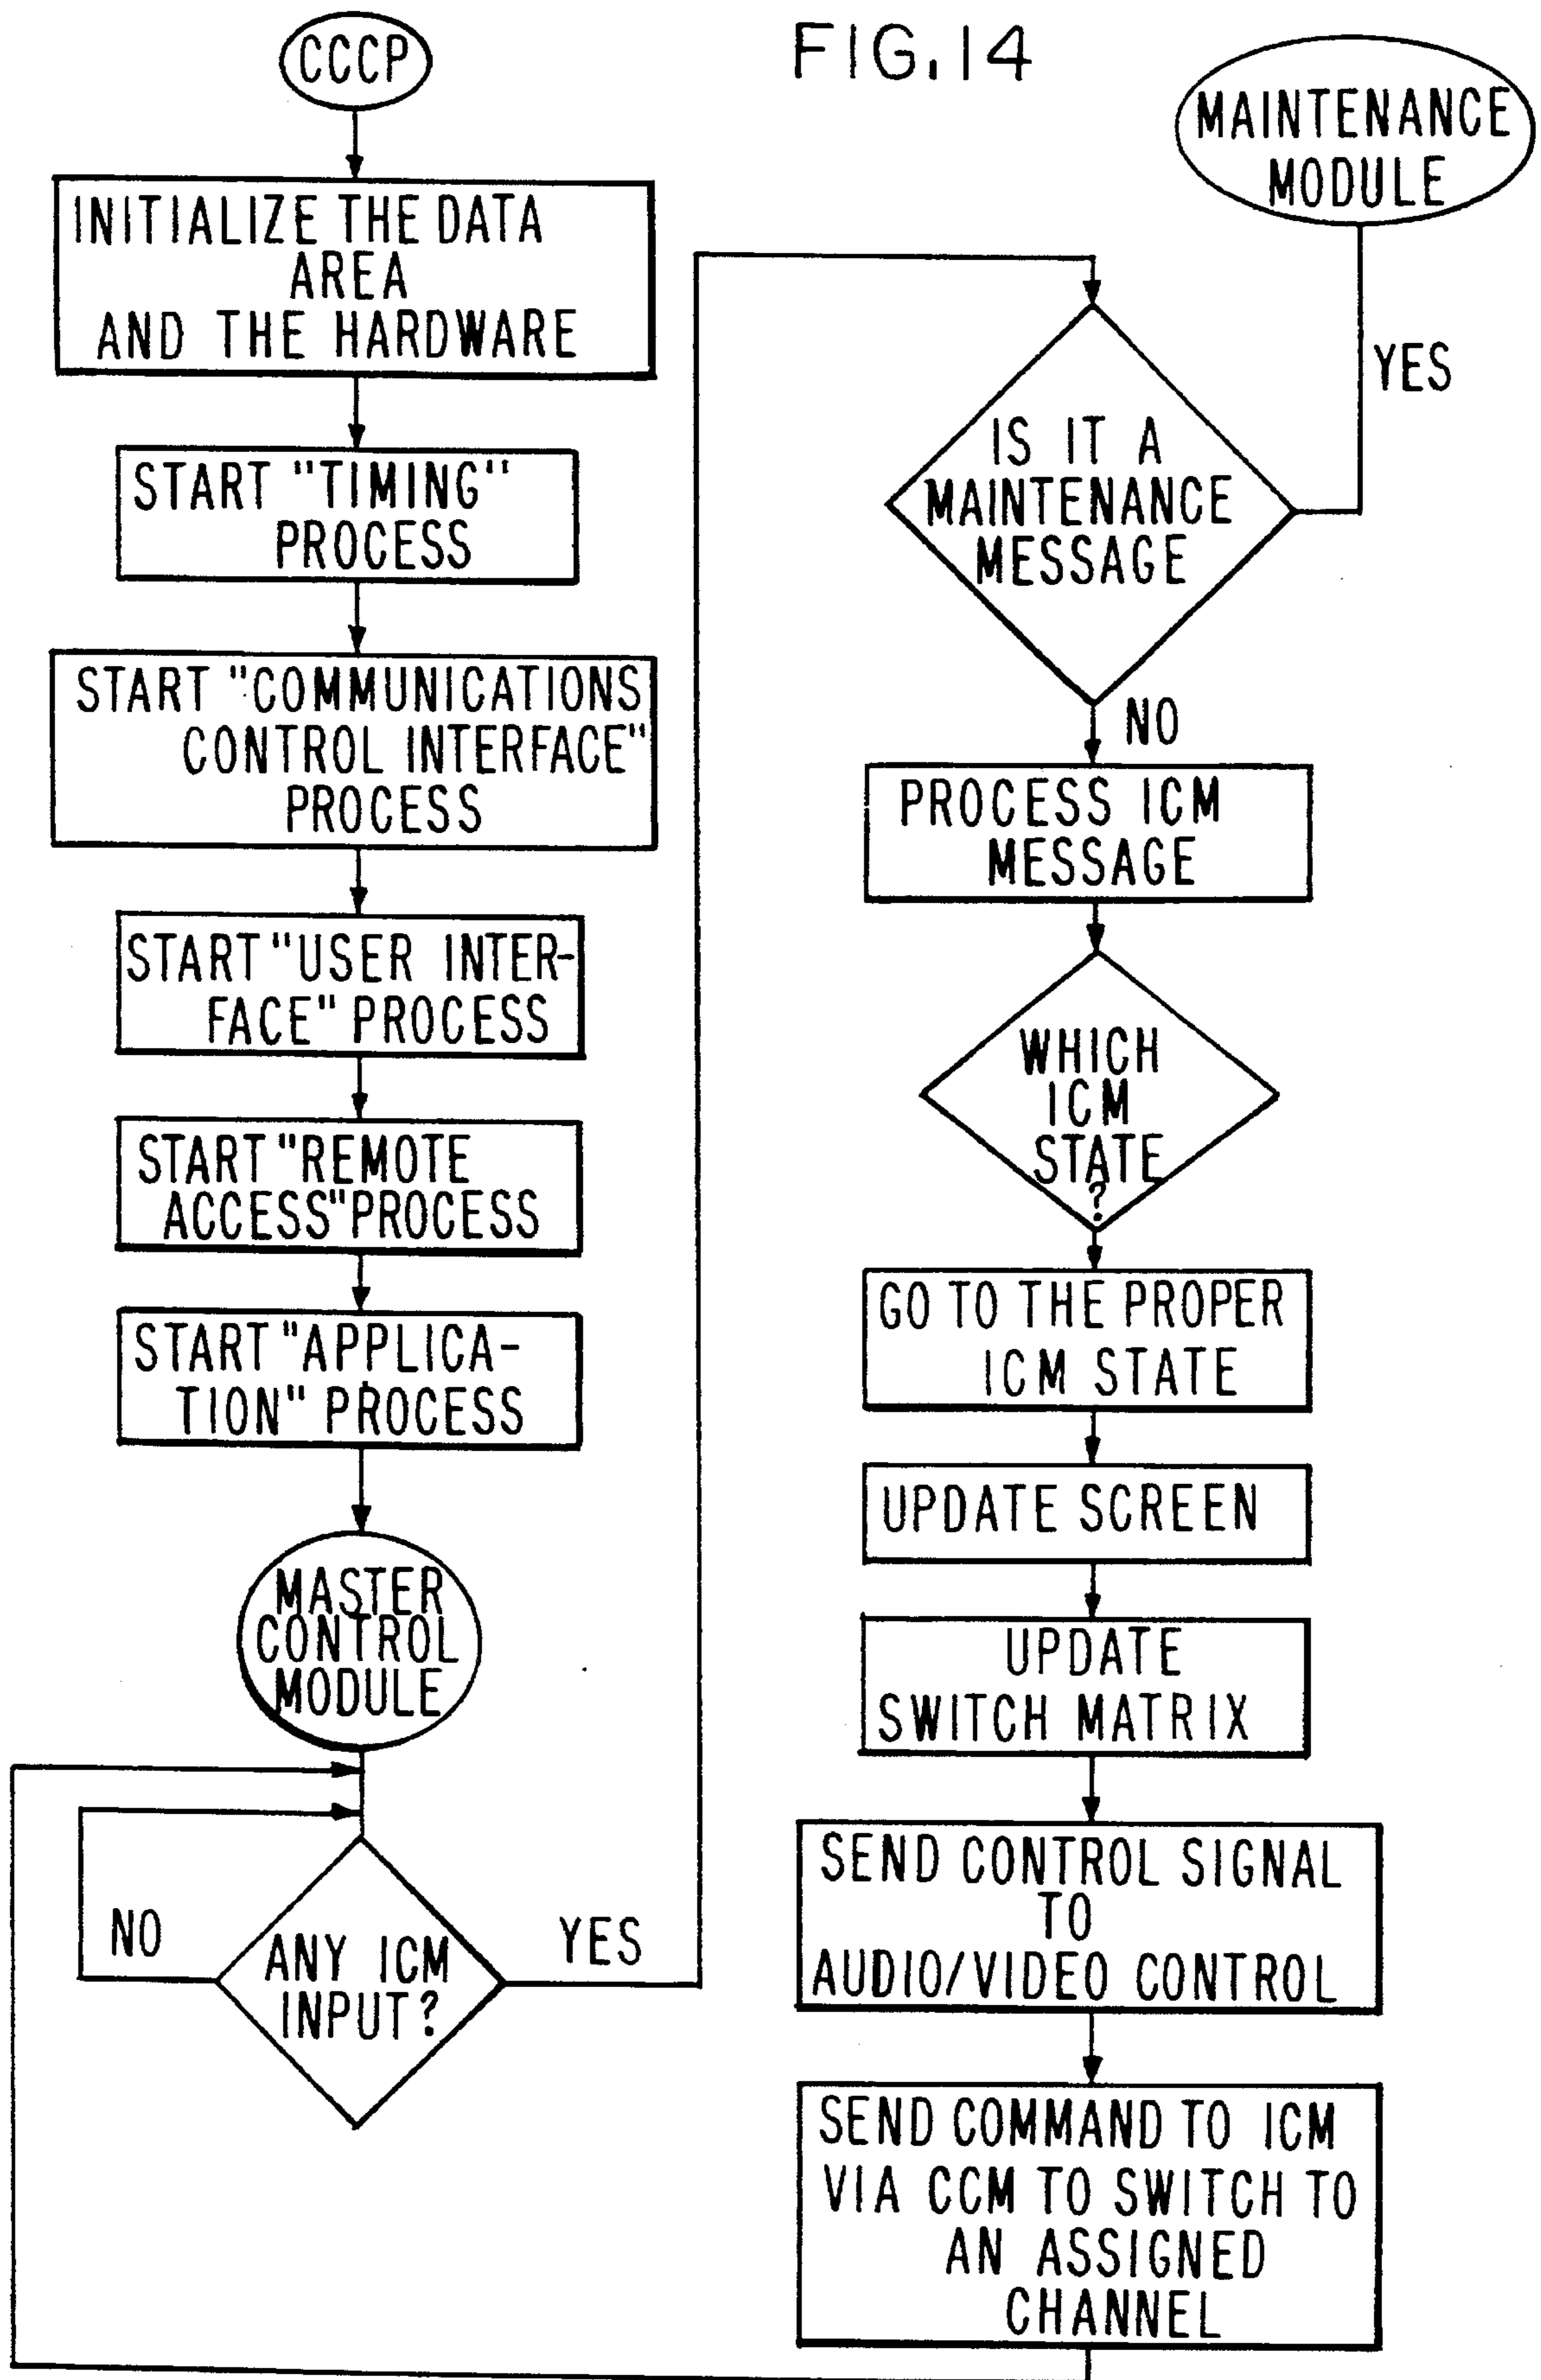 FIG. 14
CCCP
INITIALIZE THE DATA
AREA
AND THE HARDWARE
START "TIMING"
PROCESS
START "COMMUNICATIONS
CONTROL INTERFACE"
PROCESS
START "USER INTER-
FACE" PROCESS
START "REMOTE
ACCESS" PROCESS
START "APPLICA-
TION" PROCESS
MASTER
CONTROL
MODULE
NO
ANY ICM
INPUT?
YES
MAINTENANCE
MODULE
YES
IS IT A
MAINTENANCE
MESSAGE
NO
PROCESS ICM
MESSAGE
WHICH
ICM
STATE
?
GO TO THE PROPER
ICM STATE
UPDATE SCREEN
UPDATE
SWITCH MATRIX
SEND CONTROL SIGNAL
TO
AUDIO/VIDEO CONTROL
SEND COMMAND TO ICM
VIA CCM TO SWITCH TO
AN ASSIGNED
CHANNEL